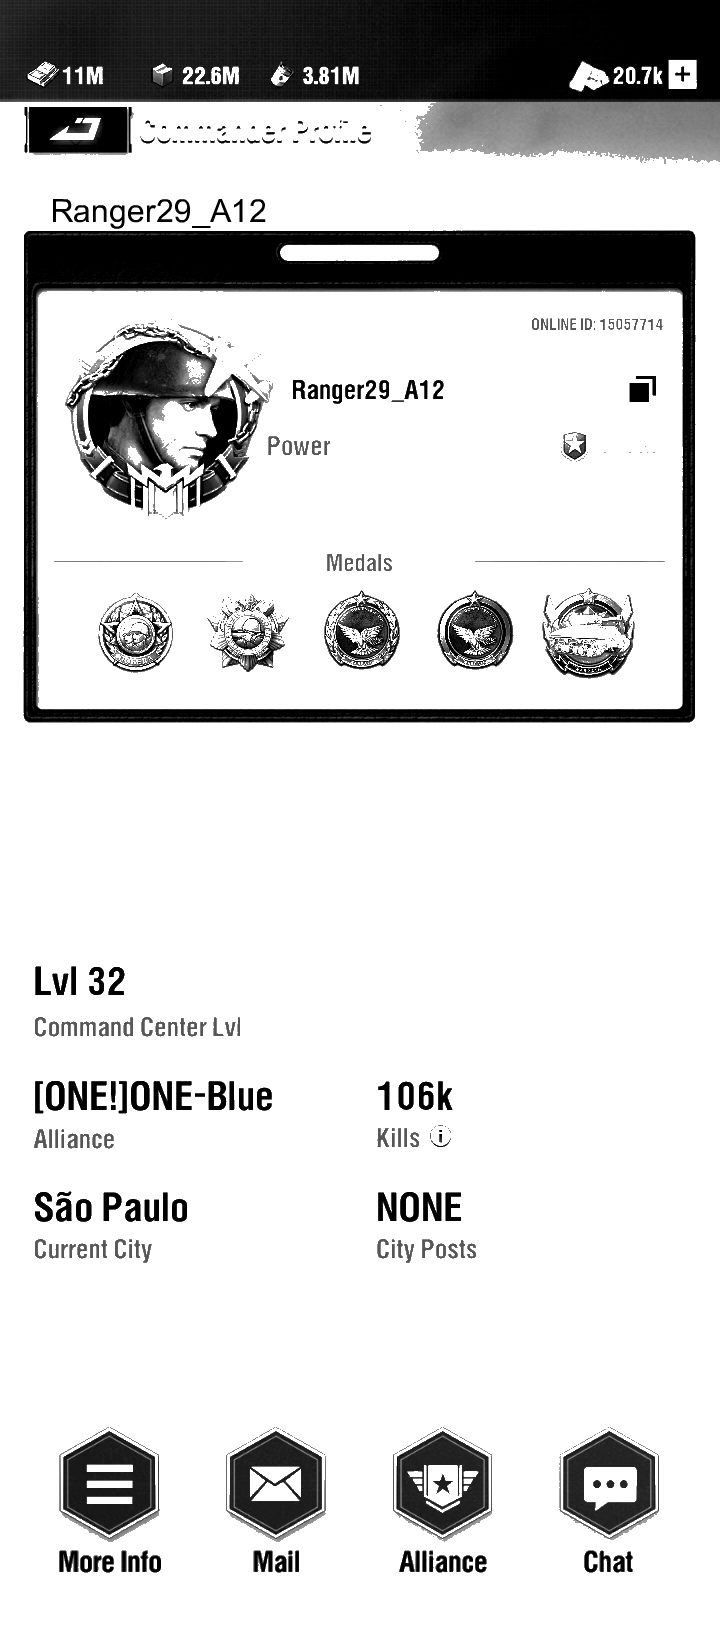 11M 22.6M 3.81M 20.7k
Commander Profile
Ranger29_A12
ONLINE ID: 15057714
Ranger29_A12
Power
Medals
Lvl 32
Command Center Lvl
[ONE!]ONE-Blue 106k
Alliance Kills
São Paulo NONE
Current City City Posts
More Info Mail Alliance Chat